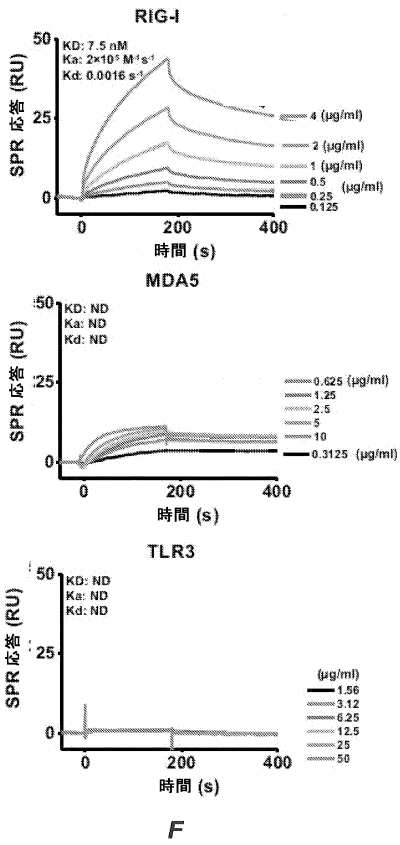 RIG-I
50
25
0
SPR 応答 (RU)
KD: 7.5 nM
Ka: 2×10⁵ M⁻¹s⁻¹
Kd: 0.0016 s⁻¹
4 (μg/ml)
2 (μg/ml)
1 (μg/ml)
0.5
(μg/ml)
0.25
0.125
0 200 400
時間 (s)
MDA5
50
25
0
SPR 応答 (RU)
KD: ND
Ka: ND
Kd: ND
0.625 (μg/ml)
1.25
2.5
5
10
0.3125 (μg/ml)
0 200 400
時間 (s)
TLR3
50
25
0
SPR 応答 (RU)
KD: ND
Ka: ND
Kd: ND
(μg/ml)
1.56
3.12
6.25
12.5
25
50
0 200 400
時間 (s)
F